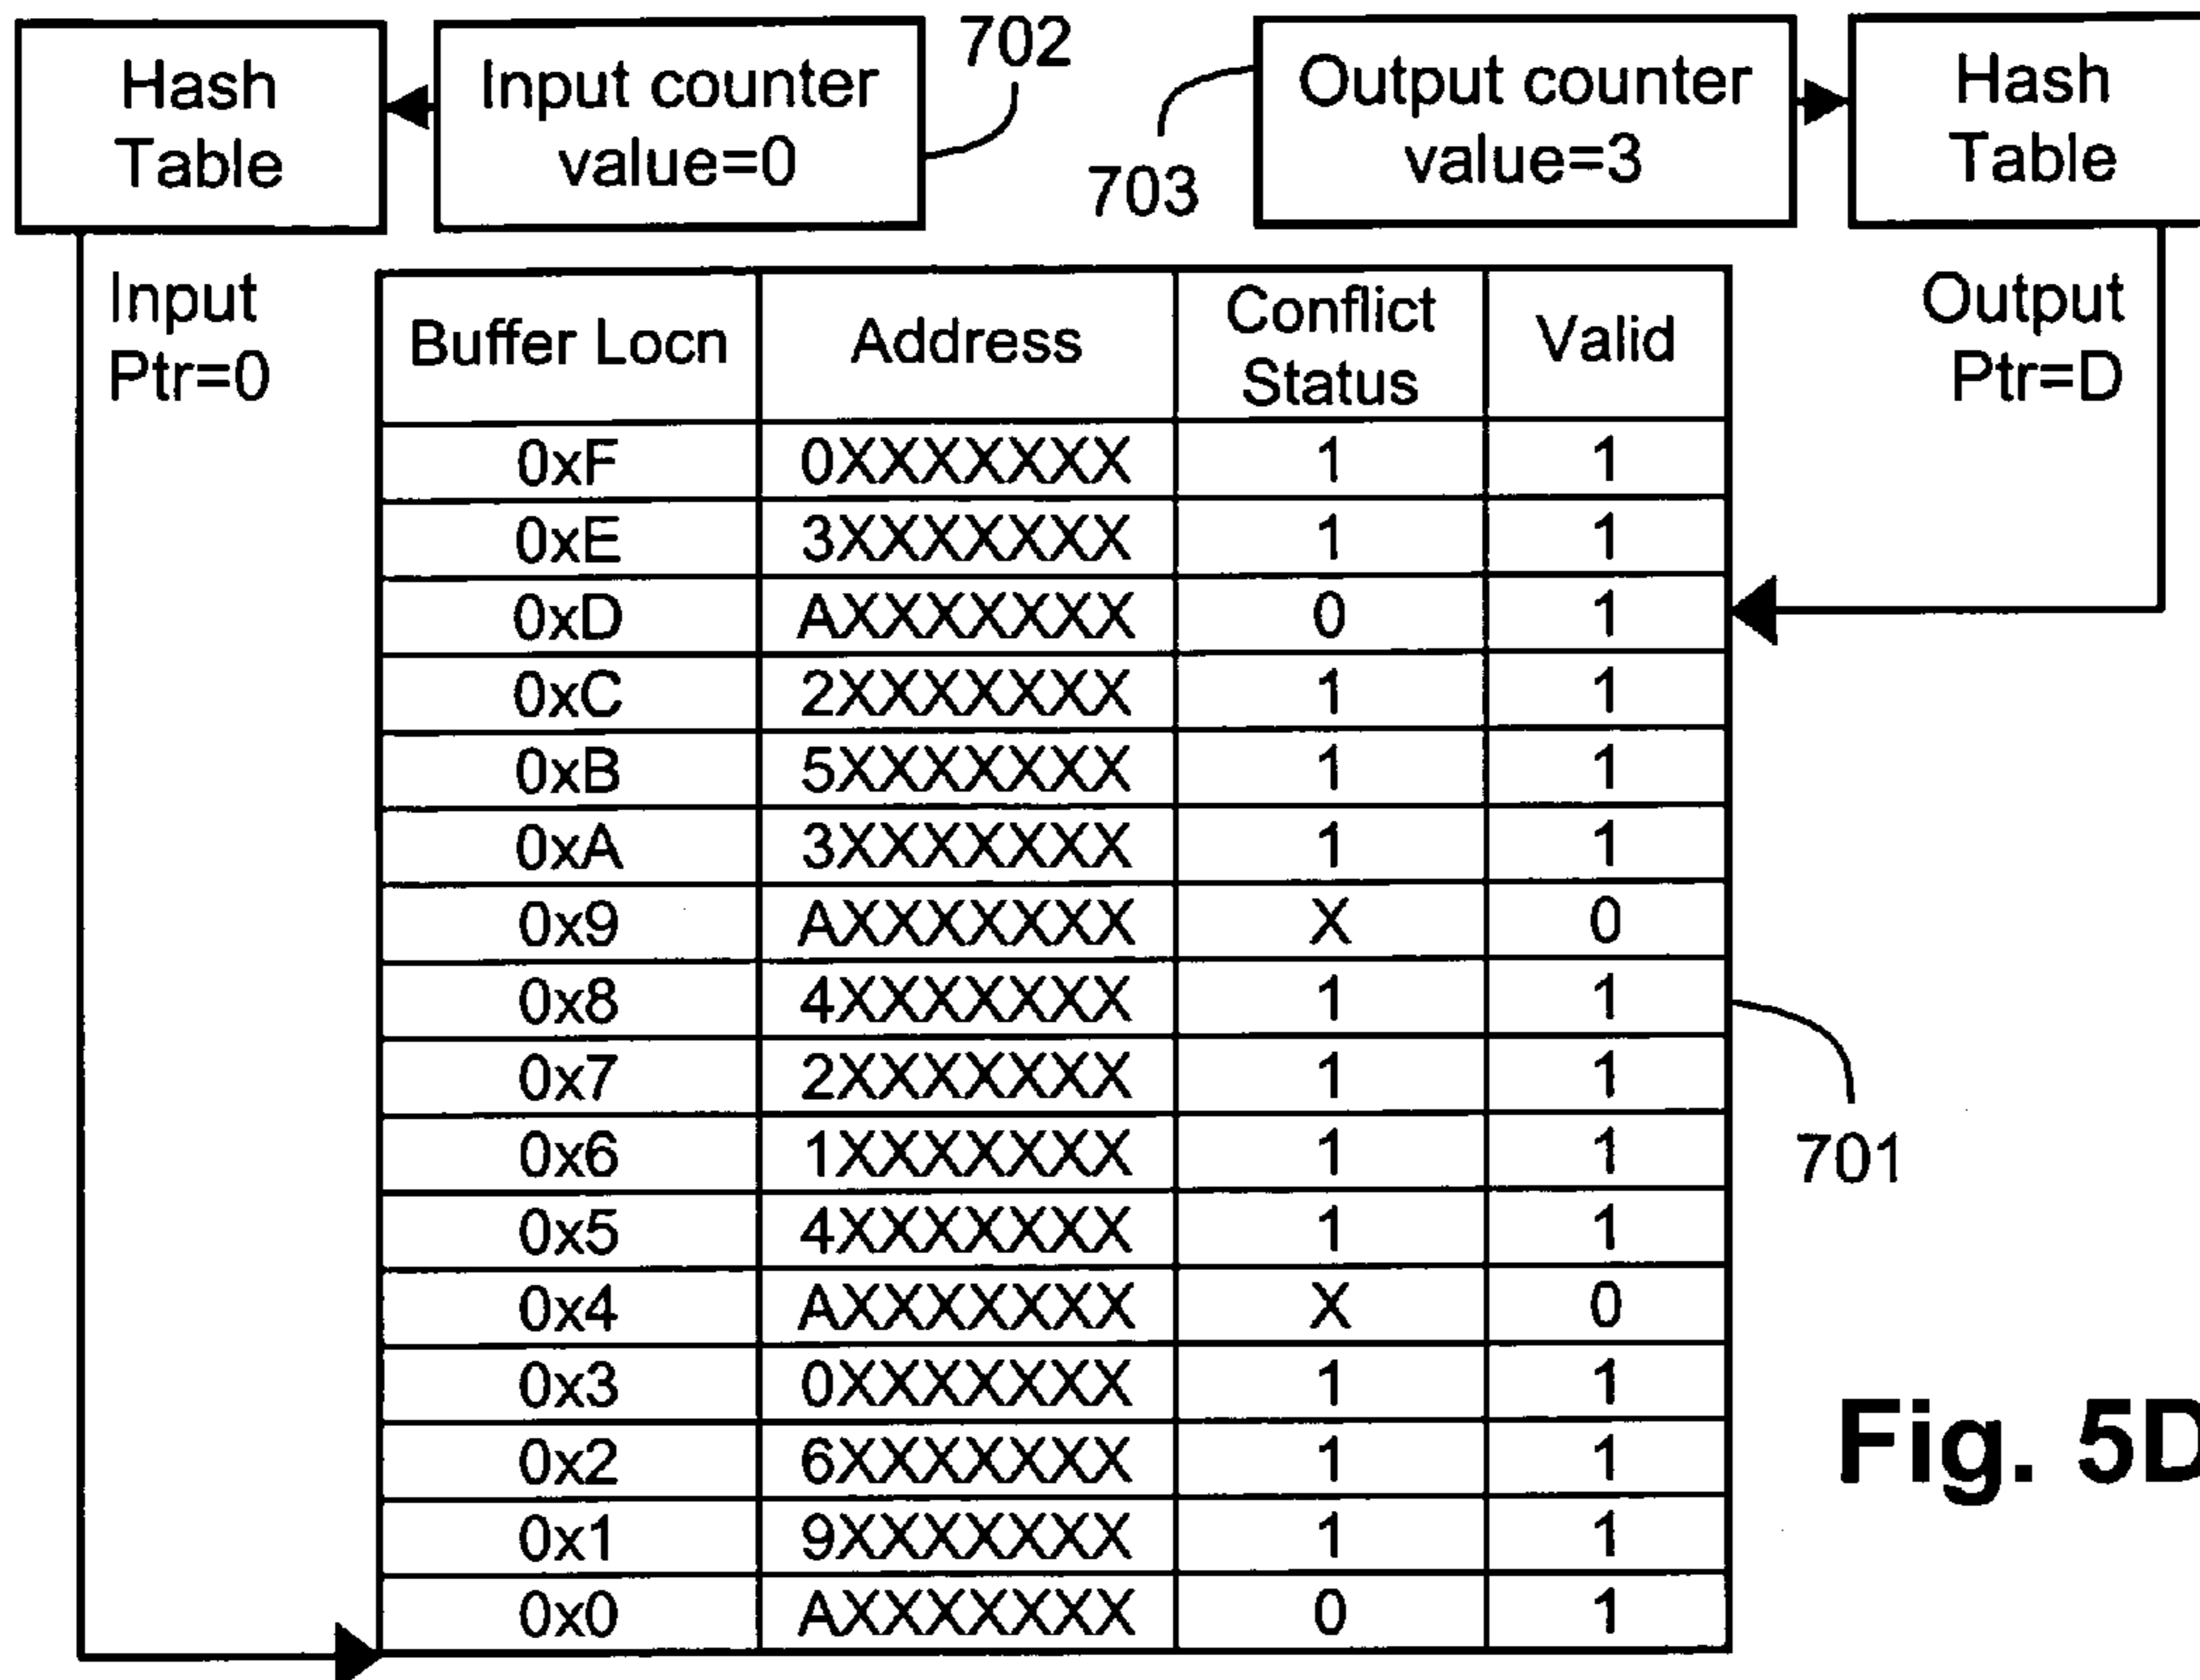 Hash
Table
Input counter
value=0
702
703
Output counter
value=3
Hash
Table
Input
Ptr=0
Output
Ptr=D
Buffer Locn Address Conflict Status Valid
0xF 0XXXXXXX 1 1
0xE 3XXXXXXX 1 1
0xD AXXXXXXX 0 1
0xC 2XXXXXXX 1 1
0xB 5XXXXXXX 1 1
0xA 3XXXXXXX 1 1
0x9 AXXXXXXX X 0
0x8 4XXXXXXX 1 1
0x7 2XXXXXXX 1 1
0x6 1XXXXXXX 1 1
0x5 4XXXXXXX 1 1
0x4 AXXXXXXX X 0
0x3 0XXXXXXX 1 1
0x2 6XXXXXXX 1 1
0x1 9XXXXXXX 1 1
0x0 AXXXXXXX 0 1
701
Fig. 5D